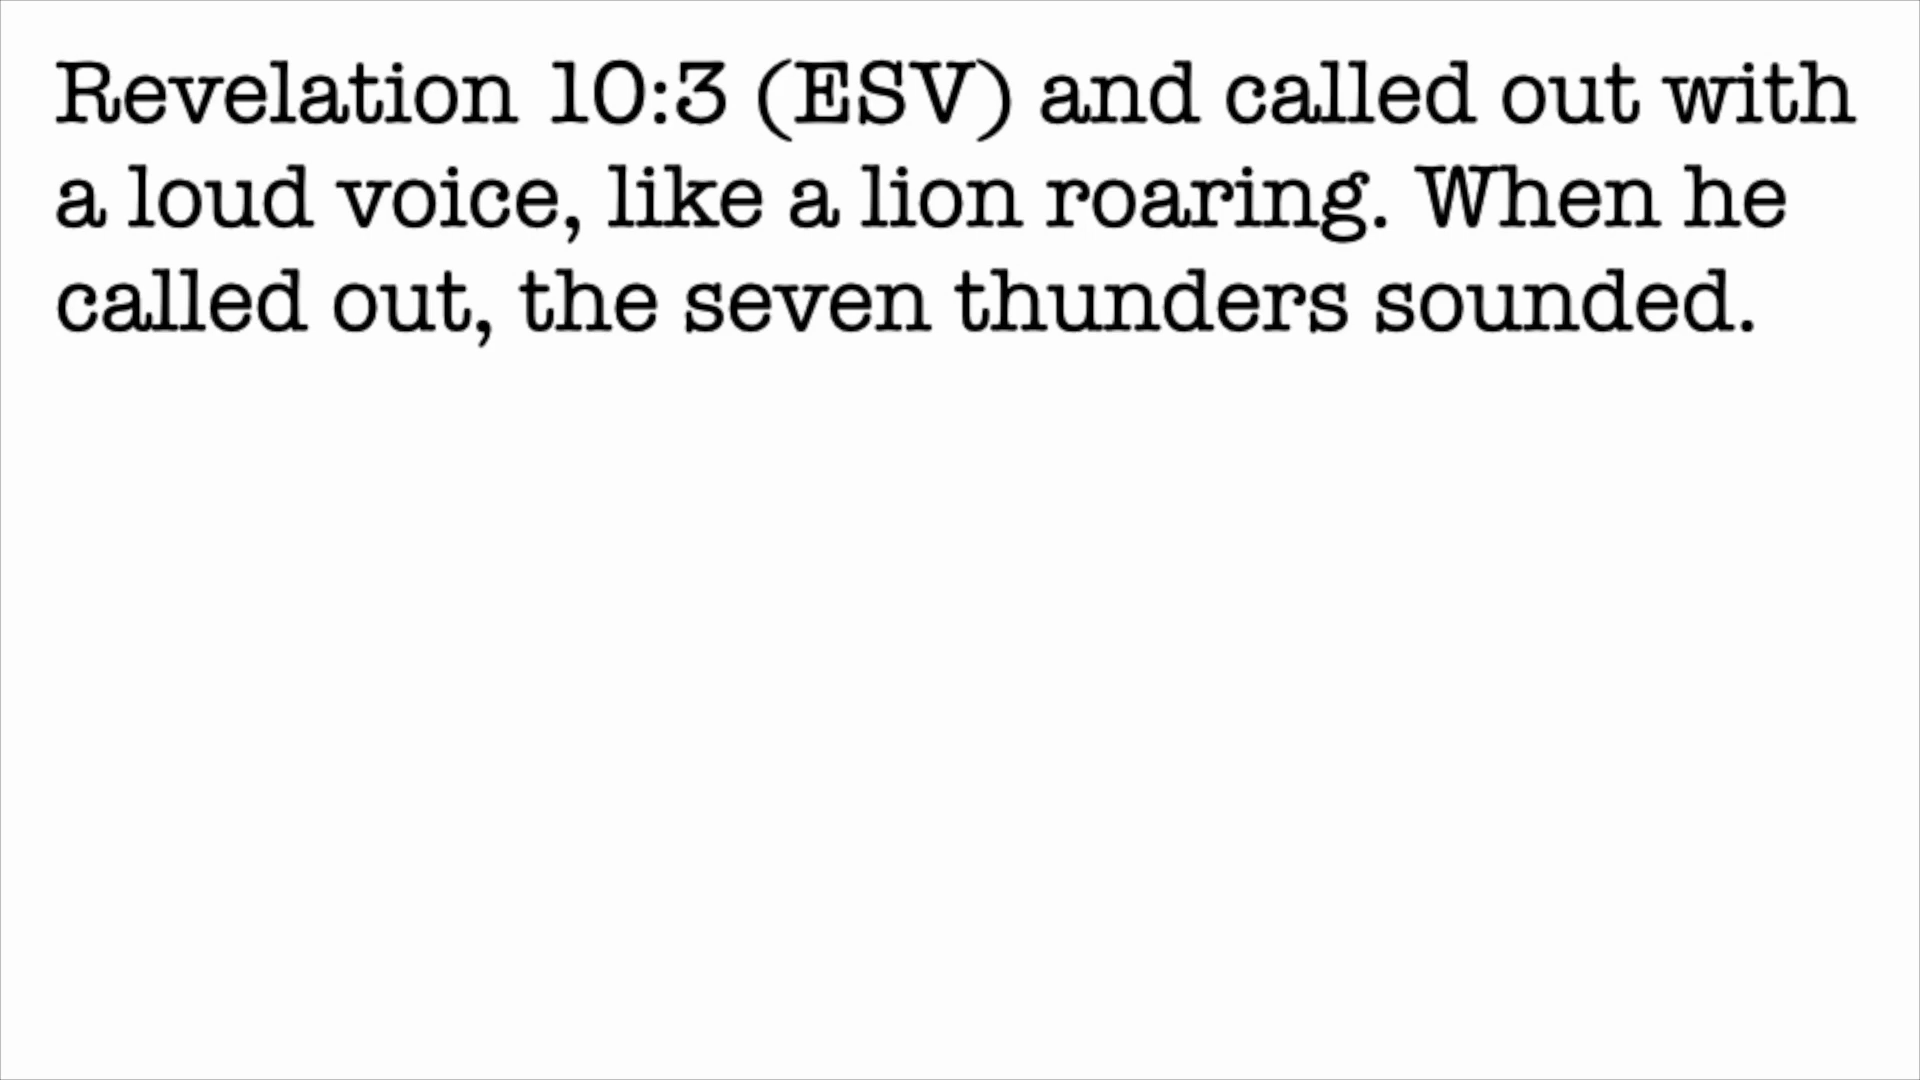 Revelation 10:3 (ESV) and called out with
a loud voice, like a lion roaring. When he
called out, the seven thunders sounded.